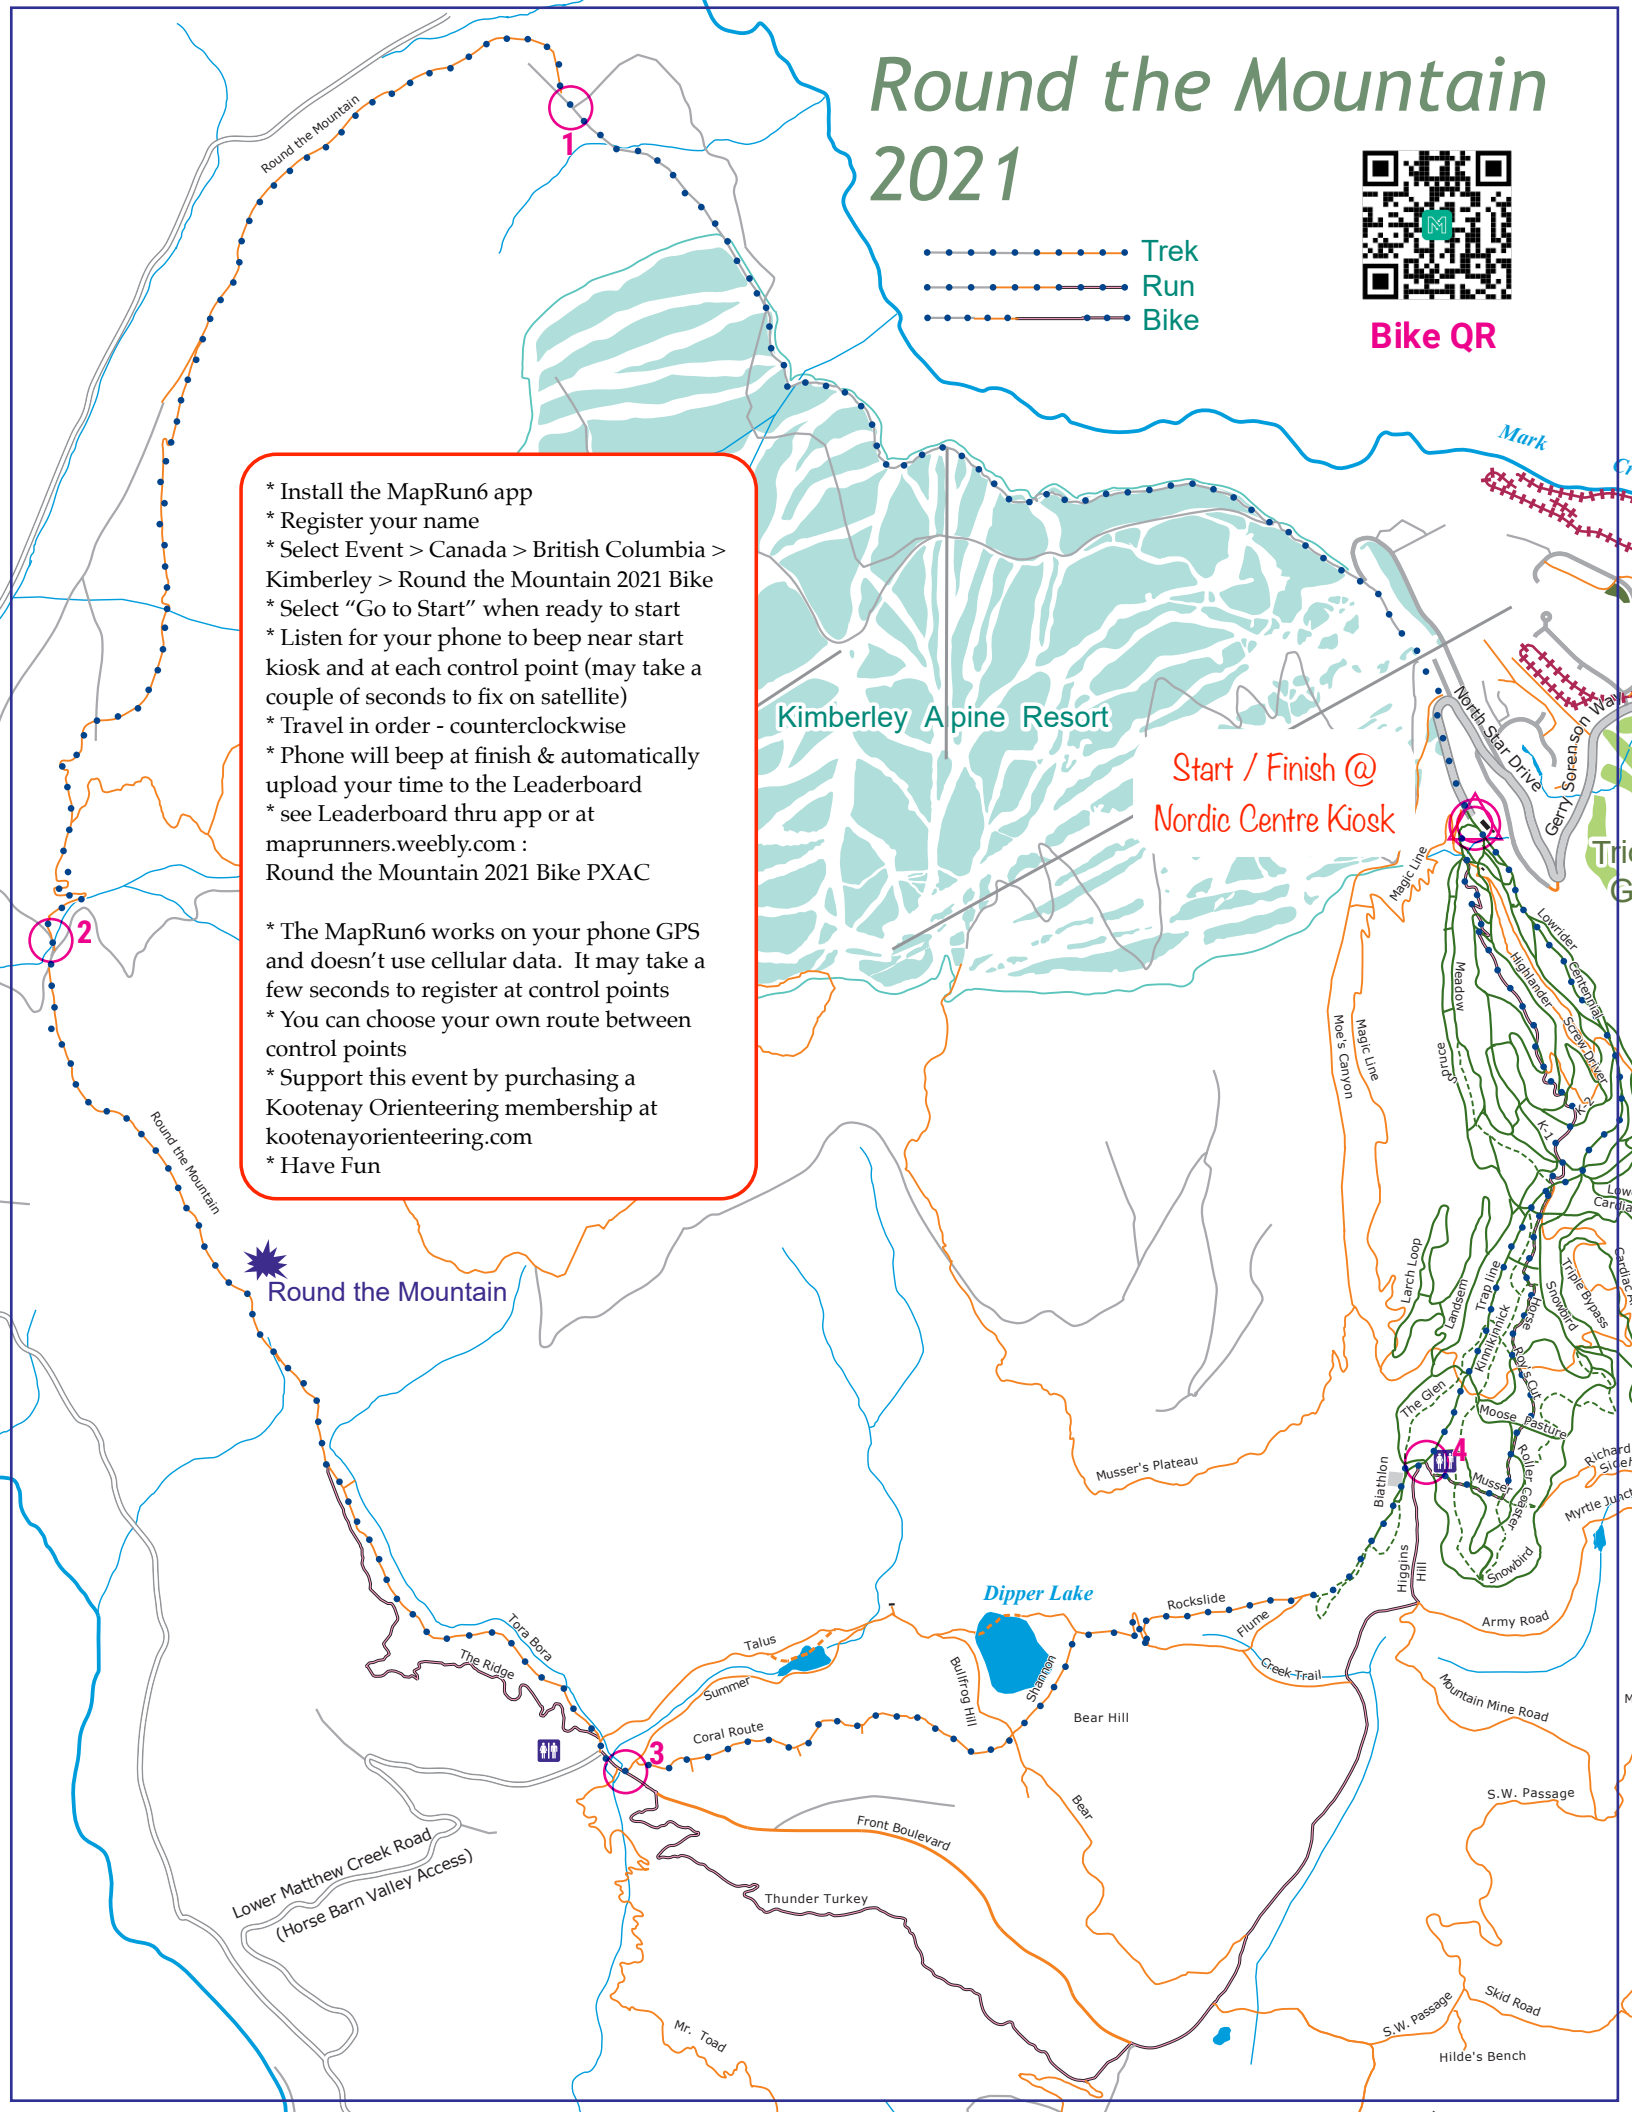 Round the Mountain
2021
Trek
Run
Bike
Bike QR
Round the Mountain
1
Mark
* Install the MapRun6 app
* Register your name
* Select Event > Canada > British Columbia >
Kimberley > Round the Mountain 2021 Bike
* Select “Go to Start” when ready to start
* Listen for your phone to beep near start
kiosk and at each control point (may take a
couple of seconds to fix on satellite)
* Travel in order - counterclockwise
* Phone will beep at finish & automatically
upload your time to the Leaderboard
* see Leaderboard thru app or at
maprunners.weebly.com :
Round the Mountain 2021 Bike PXAC
* The MapRun6 works on your phone GPS
and doesn’t use cellular data.  It may take a
few seconds to register at control points
* You can choose your own route between
control points
* Support this event by purchasing a
Kootenay Orienteering membership at
kootenayorienteering.com
* Have Fun
Kimberley A pine Resort
Start / Finish @
Nordic Centre Kiosk
North Star Drive
Gerry Sorenson Way
2
Magic Line
Lowrider
Centennial
Highlander
Meadow
Screw Driver
Spruce
Moe's Canyon
Magic Line
K-2
K-1
Round the Mountain
Round the Mountain
Larch Loop
Landsem
Trap line
Kinnikinnick
Horse
Snowbird
Triple Bypass
Roy's Cut
The Glen
Moose Pasture
4
Musser's Plateau
Biathlon
Musser
Roller Coaster
Richard
Snowbird
Higgins
Hill
Army Road
Dipper Lake
Rockslide
Flume
Creek Trail
Tora Bora
The Ridge
Talus
Summer
Coral Route
Bullfrog Hill
Shannon
Bear Hill
Mountain Mine Road
3
Bear
S.W. Passage
Front Boulevard
Lower Matthew Creek Road
(Horse Barn Valley Access)
Thunder Turkey
Mr. Toad
S.W. Passage
Skid Road
Hilde's Bench